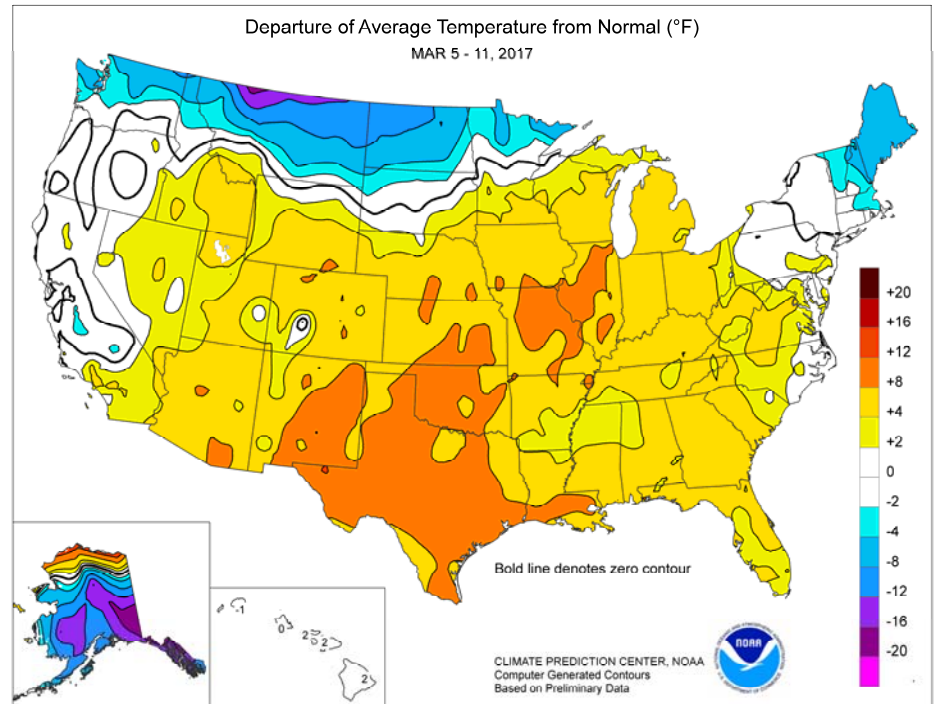 Departure of Average Temperature from Normal (°F)
MAR 5 - 11, 2017
+20
+16
+12
+8
+4
+2
0
-2
-4
-8
-12
-16
-20
Bold line denotes zero contour
-1
0
2
2
2
CLIMATE PREDICTION CENTER, NOAA
Computer Generated Contours
Based on Preliminary Data
NOAA